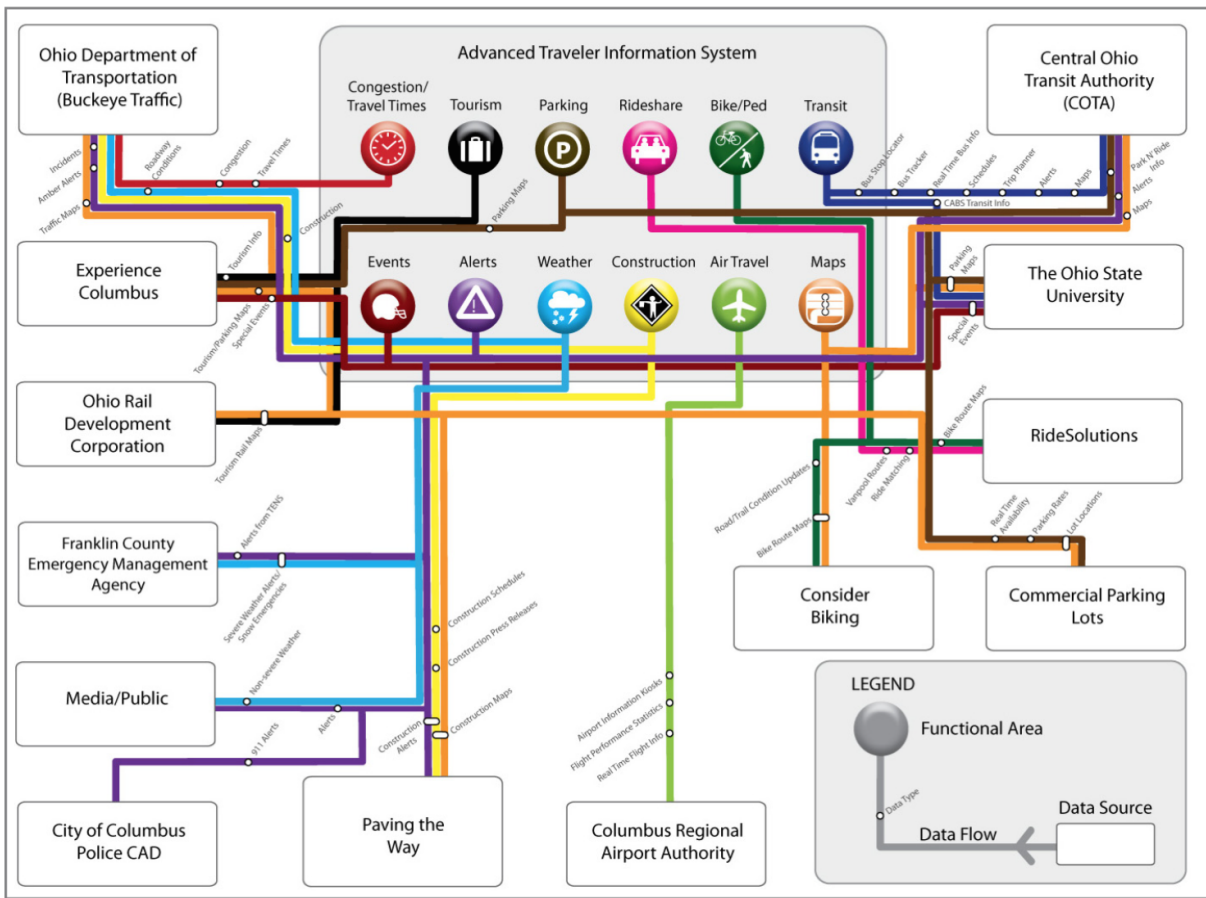 Ohio Department of
Transportation
(Buckeye Traffic)
Advanced Traveler Information System
Central Ohio
Transit Authority
(COTA)
Congestion/
Travel Times
Tourism
Parking
Rideshare
Bike/Ped
Transit
P
Incidents
Amber Alerts
Traffic Maps
Roadway
Conditions
Congestion
Travel Times
Construction
Parking Maps
Bus Stop Locator
Bus Tracker
Real Time Bus Info
Schedules
Trip Planner
Alerts
Maps
CABS Transit Info
Park N' Ride
Info
Alerts
Maps
Experience
Columbus
Tourism Info
Tourism/Parking Maps
Special Events
Events
Alerts
Weather
Construction
Air Travel
Maps
Parking
Maps
The Ohio State
University
Special
Events
Ohio Rail
Development
Corporation
Tourism Rail Maps
Bike Route Maps
Vanpool Routes
Ride Matching
RideSolutions
Road/Trail Condition Updates
Bike Route Maps
Real Time
Availability
Parking Rates
Lot Locations
Franklin County
Emergency Management
Agency
Alerts from TENS
Severe Weather Alerts/
Snow Emergencies
Consider
Biking
Commercial Parking
Lots
Construction Schedules
Construction Press Releases
Construction Maps
Construction
Alerts
Media/Public
Non-severe Weather
Alerts
911 Alerts
Airport Information Kiosks
Flight Performance Statistics
Real Time Flight Info
City of Columbus
Police CAD
Paving the
Way
Columbus Regional
Airport Authority
LEGEND
Functional Area
Data Type
Data Flow
Data Source